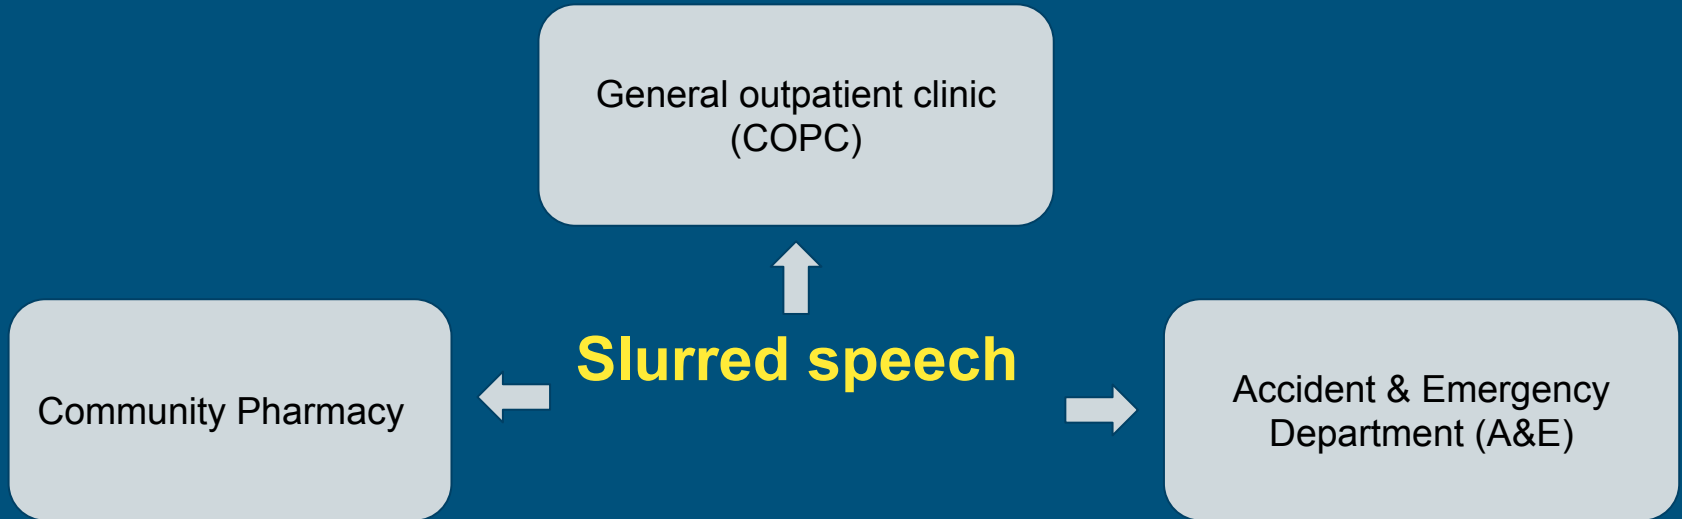 General outpatient clinic
(COPC)
Slurred speech
Community Pharmacy
Accident & Emergency
Department (A&E)